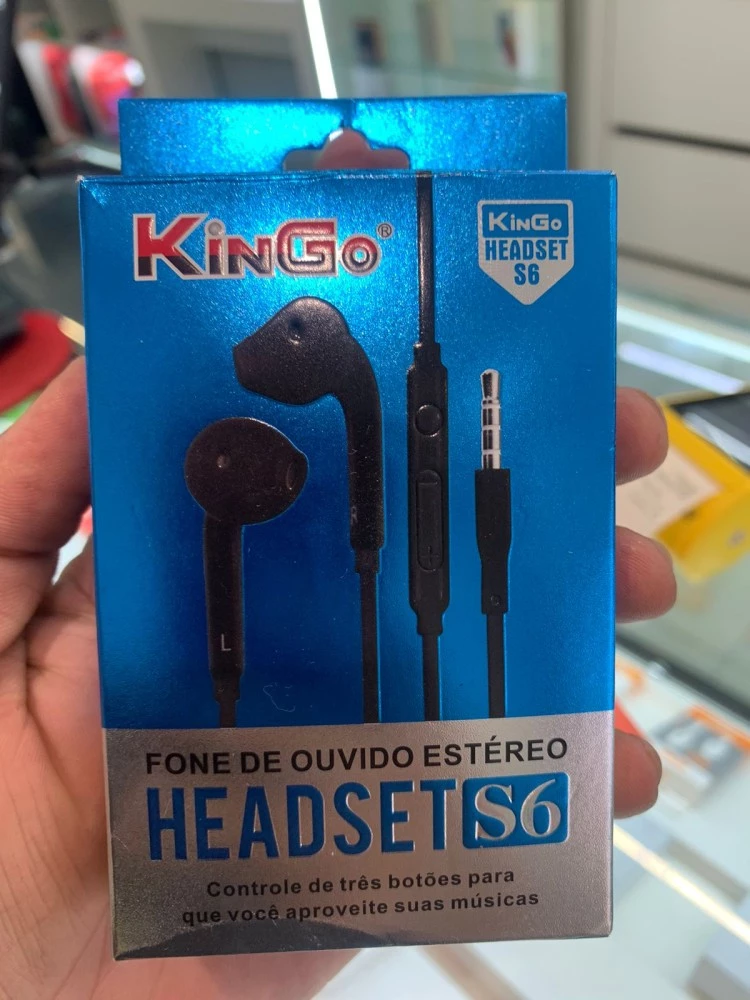 KinGo®
KinGo
HEADSET
S6
L
FONE DE OUVIDO ESTÉREO
HEADSET S6
Controle de três botões para
que você aproveite suas músicas